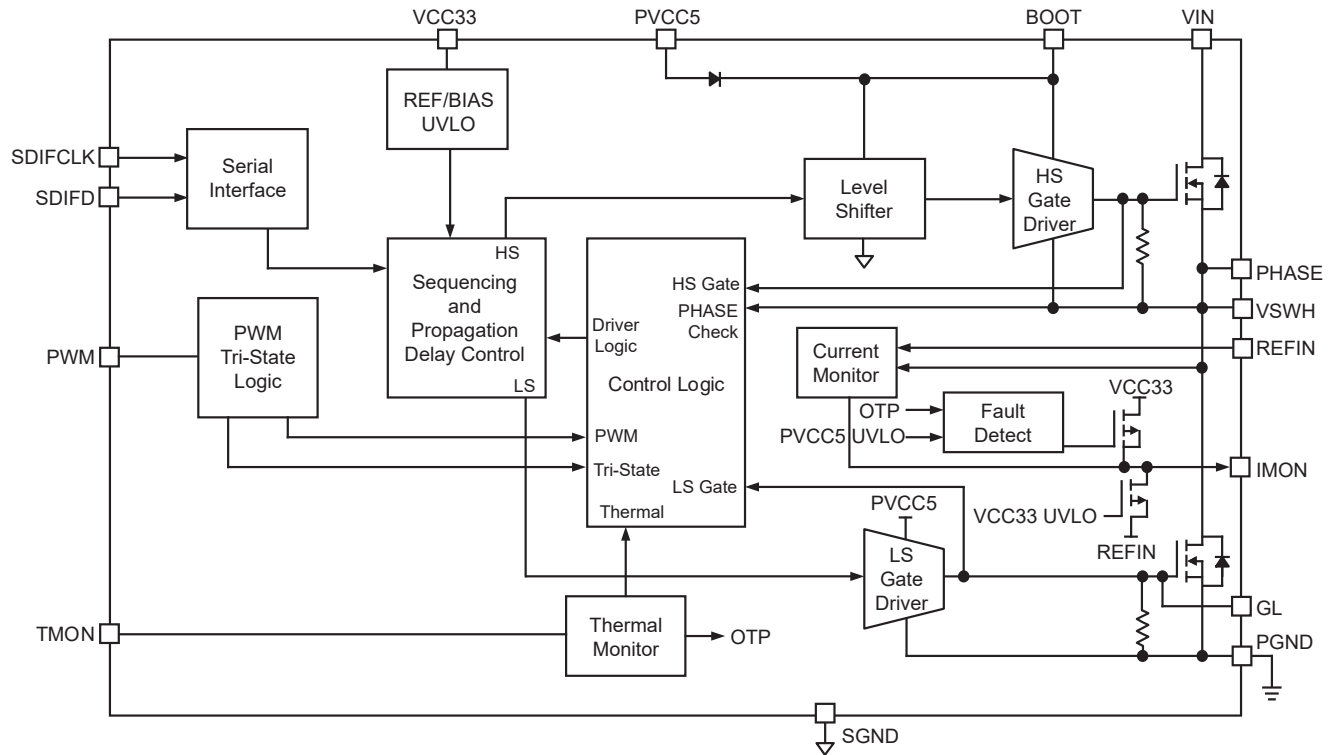 VCC33
PVCC5
BOOT
VIN
REF/BIAS
UVLO
SDIFCLK
SDIFD
Serial
Interface
Level
Shifter
HS
Gate
Driver
HS
Sequencing
and
Propagation
Delay Control
LS
HS Gate
PHASE
Check
Driver
Logic
Control Logic
PWM
Tri-State
LS Gate
Thermal
PHASE
VSWH
REFIN
PWM
PWM
Tri-State
Logic
Current
Monitor
OTP
PVCC5 UVLO
Fault
Detect
VCC33
IMON
VCC33 UVLO
REFIN
PVCC5
LS
Gate
Driver
GL
PGND
TMON
Thermal
Monitor
OTP
SGND